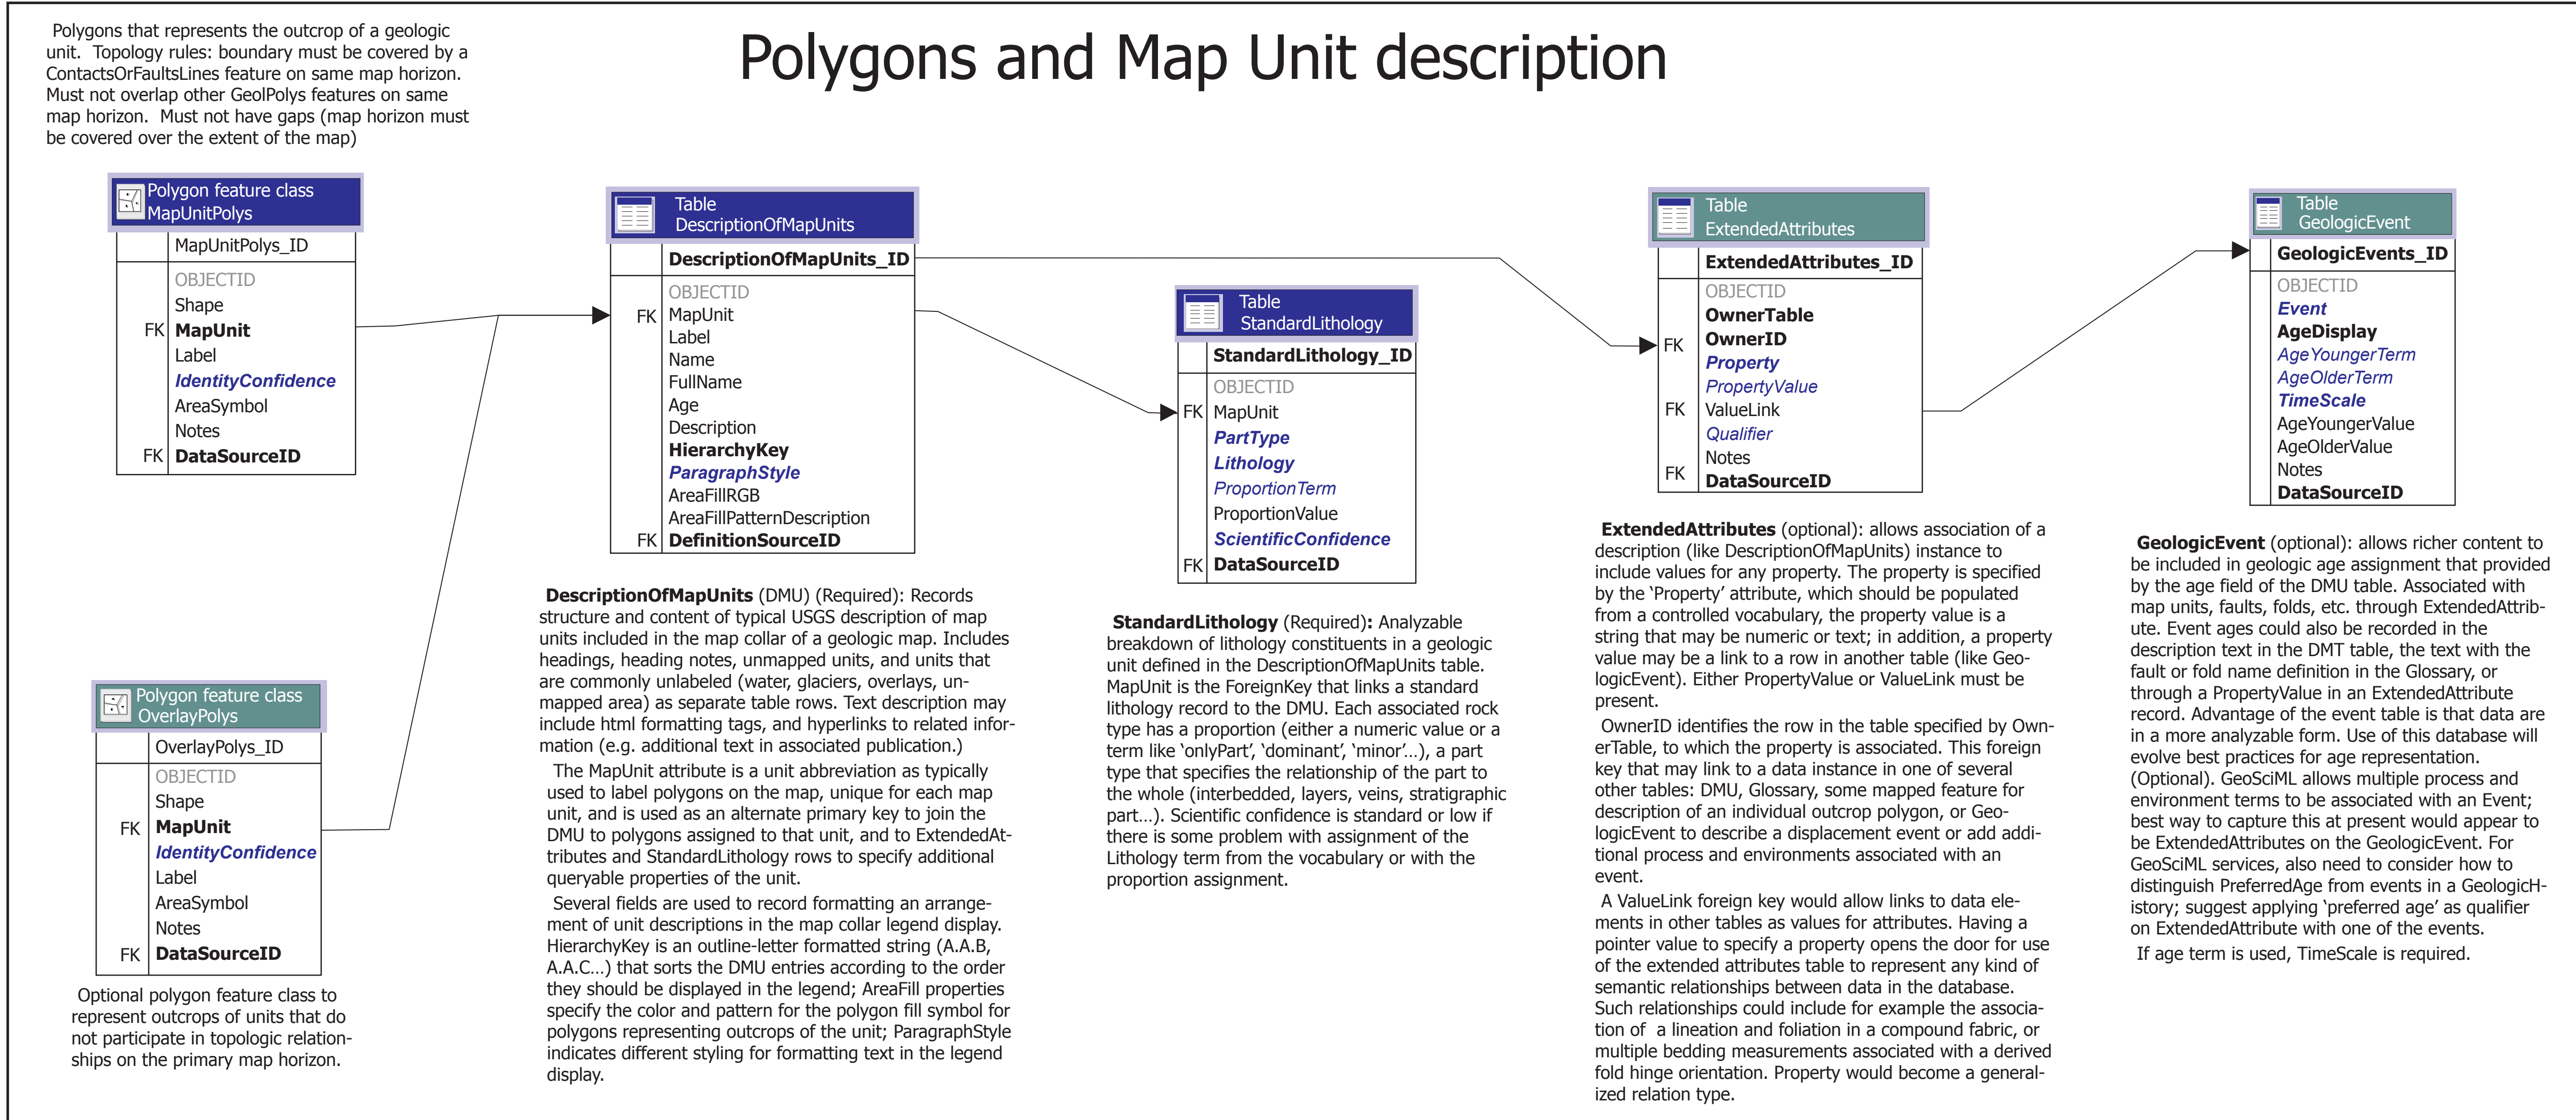 Polygons that represents the outcrop of a geologic
unit.  Topology rules: boundary must be covered by a
ContactsOrFaultsLines feature on same map horizon.
Must not overlap other GeolPolys features on same
map horizon.  Must not have gaps (map horizon must
be covered over the extent of the map)
Polygons and Map Unit description
Polygon feature class
MapUnitPolys
MapUnitPolys_ID
OBJECTID
Shape
FK MapUnit
Label
IdentityConfidence
AreaSymbol
Notes
FK DataSourceID
Polygon feature class
OverlayPolys
OverlayPolys_ID
OBJECTID
Shape
FK MapUnit
IdentityConfidence
Label
AreaSymbol
Notes
FK DataSourceID
Optional polygon feature class to
represent outcrops of units that do
not participate in topologic relation-
ships on the primary map horizon.
Table
DescriptionOfMapUnits
DescriptionOfMapUnits_ID
OBJECTID
FK MapUnit
Label
Name
FullName
Age
Description
HierarchyKey
ParagraphStyle
AreaFillRGB
AreaFillPatternDescription
FK DefinitionSourceID
DescriptionOfMapUnits (DMU) (Required): Records
structure and content of typical USGS description of map
units included in the map collar of a geologic map. Includes
headings, heading notes, unmapped units, and units that
are commonly unlabeled (water, glaciers, overlays, un-
mapped area) as separate table rows. Text description may
include html formatting tags, and hyperlinks to related infor-
mation (e.g. additional text in associated publication.)
The MapUnit attribute is a unit abbreviation as typically
used to label polygons on the map, unique for each map
unit, and is used as an alternate primary key to join the
DMU to polygons assigned to that unit, and to ExtendedAt-
tributes and StandardLithology rows to specify additional
queryable properties of the unit.
Several fields are used to record formatting an arrange-
ment of unit descriptions in the map collar legend display.
HierarchyKey is an outline-letter formatted string (A.A.B,
A.A.C...) that sorts the DMU entries according to the order
they should be displayed in the legend; AreaFill properties
specify the color and pattern for the polygon fill symbol for
polygons representing outcrops of the unit; ParagraphStyle
indicates different styling for formatting text in the legend
display.
Table
StandardLithology
StandardLithology_ID
OBJECTID
FK MapUnit
PartType
Lithology
ProportionTerm
ProportionValue
ScientificConfidence
FK DataSourceID
StandardLithology (Required): Analyzable
breakdown of lithology constituents in a geologic
unit defined in the DescriptionOfMapUnits table.
MapUnit is the ForeignKey that links a standard
lithology record to the DMU. Each associated rock
type has a proportion (either a numeric value or a
term like ‘onlyPart’, ‘dominant’, ‘minor’...), a part
type that specifies the relationship of the part to
the whole (interbedded, layers, veins, stratigraphic
part...). Scientific confidence is standard or low if
there is some problem with assignment of the
Lithology term from the vocabulary or with the
proportion assignment.
Table
ExtendedAttributes
ExtendedAttributes_ID
OBJECTID
OwnerTable
FK OwnerID
Property
PropertyValue
FK ValueLink
Qualifier
Notes
FK DataSourceID
ExtendedAttributes (optional): allows association of a
description (like DescriptionOfMapUnits) instance to
include values for any property. The property is specified
by the ‘Property’ attribute, which should be populated
from a controlled vocabulary, the property value is a
string that may be numeric or text; in addition, a property
value may be a link to a row in another table (like Geo-
logicEvent). Either PropertyValue or ValueLink must be
present.
OwnerID identifies the row in the table specified by Own-
erTable, to which the property is associated. This foreign
key that may link to a data instance in one of several
other tables: DMU, Glossary, some mapped feature for
description of an individual outcrop polygon, or Geo-
logicEvent to describe a displacement event or add addi-
tional process and environments associated with an
event.
A ValueLink foreign key would allow links to data ele-
ments in other tables as values for attributes. Having a
pointer value to specify a property opens the door for use
of the extended attributes table to represent any kind of
semantic relationships between data in the database.
Such relationships could include for example the associa-
tion of  a lineation and foliation in a compound fabric, or
multiple bedding measurements associated with a derived
fold hinge orientation. Property would become a general-
ized relation type.
Table
GeologicEvent
GeologicEvents_ID
OBJECTID
Event
AgeDisplay
AgeYoungerTerm
AgeOlderTerm
TimeScale
AgeYoungerValue
AgeOlderValue
Notes
DataSourceID
GeologicEvent (optional): allows richer content to
be included in geologic age assignment that provided
by the age field of the DMU table. Associated with
map units, faults, folds, etc. through ExtendedAttrib-
ute. Event ages could also be recorded in the
description text in the DMT table, the text with the
fault or fold name definition in the Glossary, or
through a PropertyValue in an ExtendedAttribute
record. Advantage of the event table is that data are
in a more analyzable form. Use of this database will
evolve best practices for age representation.
(Optional). GeoSciML allows multiple process and
environment terms to be associated with an Event;
best way to capture this at present would appear to
be ExtendedAttributes on the GeologicEvent. For
GeoSciML services, also need to consider how to
distinguish PreferredAge from events in a GeologicH-
istory; suggest applying ‘preferred age’ as qualifier
on ExtendedAttribute with one of the events.
If age term is used, TimeScale is required.